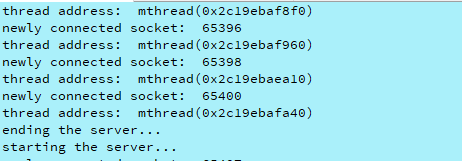 thread address:  mthread(0x2c19ebaf8f0)
newly connected socket:  65396
thread address:  mthread(0x2c19ebaf960)
newly connected socket:  65398
thread address:  mthread(0x2c19ebaea10)
newly connected socket:  65400
thread address:  mthread(0x2c19ebafa40)
ending the server...
starting the server...